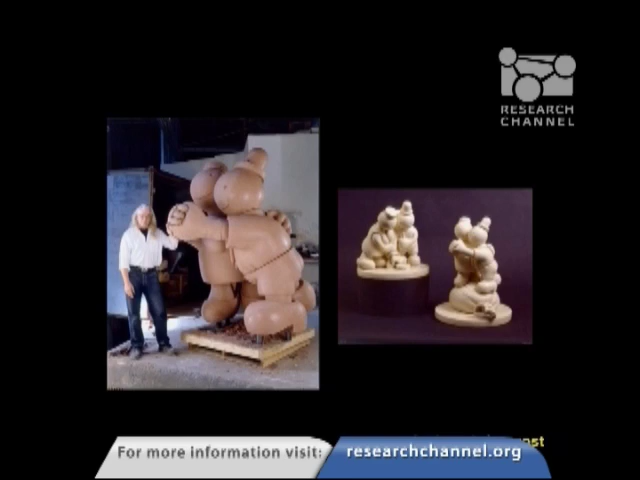 RESEARCH
CHANNEL
For more information visit:
researchchannel.org